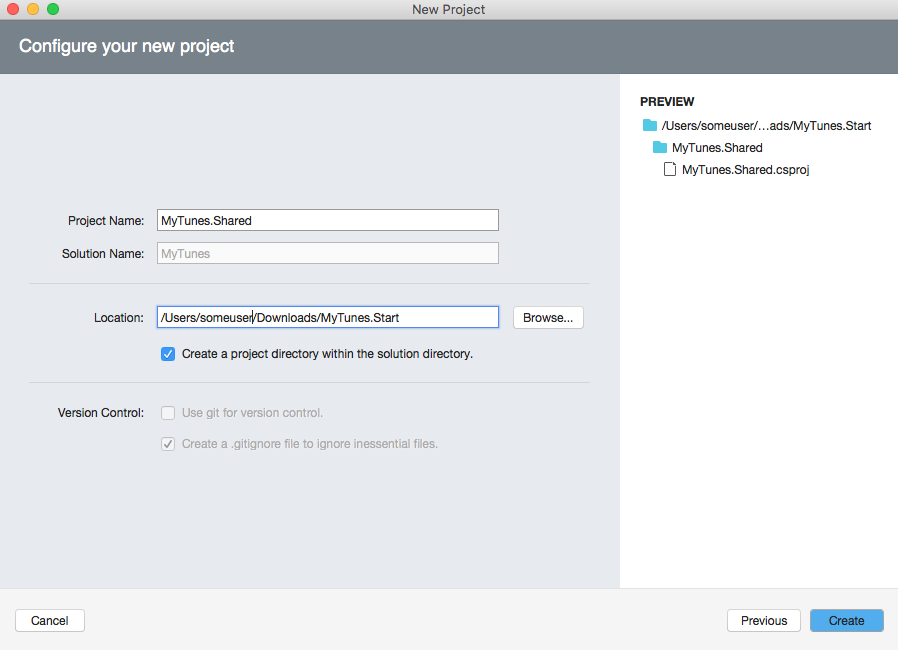 New Project
Configure your new project
PREVIEW
/Users/someuser/…ads/MyTunes.Start
MyTunes.Shared
MyTunes.Shared.csproj
Project Name: MyTunes.Shared
Solution Name: MyTunes
Location: /Users/someuser/Downloads/MyTunes.Start Browse...
Create a project directory within the solution directory.
Version Control: Use git for version control.
Create a .gitignore file to ignore inessential files.
Cancel Previous Create